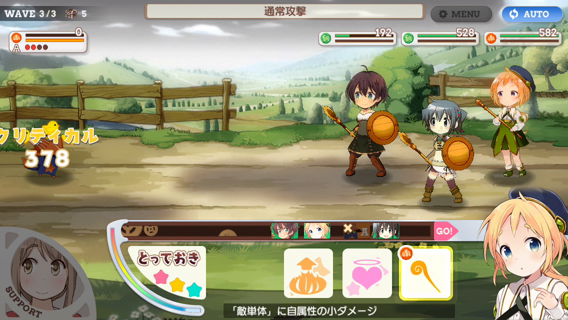 WAVE 3/3 5
通常攻撃
MENU
AUTO
0
A
192
528
582
クリティカル
378
GO!
とっておき
SUPPORT
「敵単体」に自属性の小ダメージ